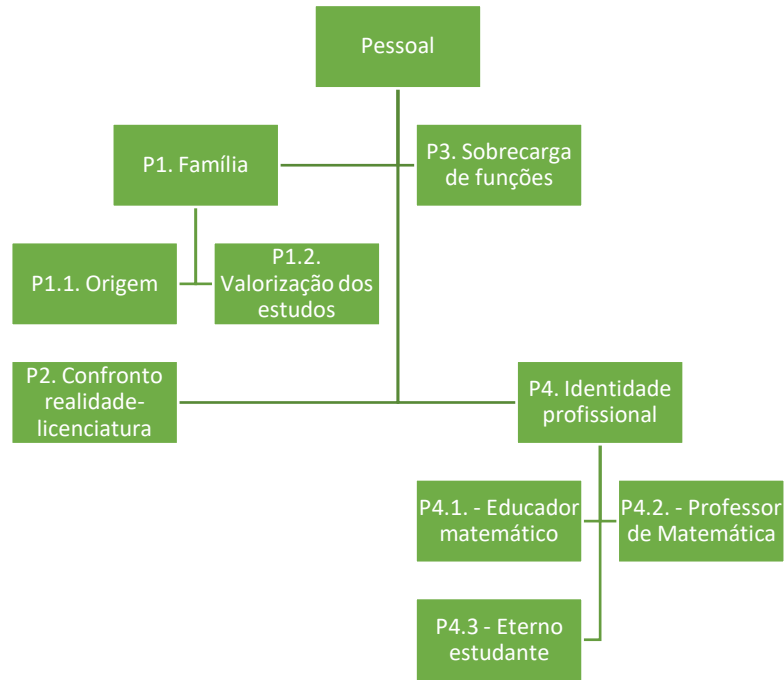 Pessoal
P1. Família
P3. Sobrecarga
de funções
P1.1. Origem
P1.2.
Valorização dos
estudos
P2. Confronto
realidade-
licenciatura
P4. Identidade
profissional
P4.1. - Educador
matemático
P4.2. - Professor
de Matemática
P4.3 - Eterno
estudante